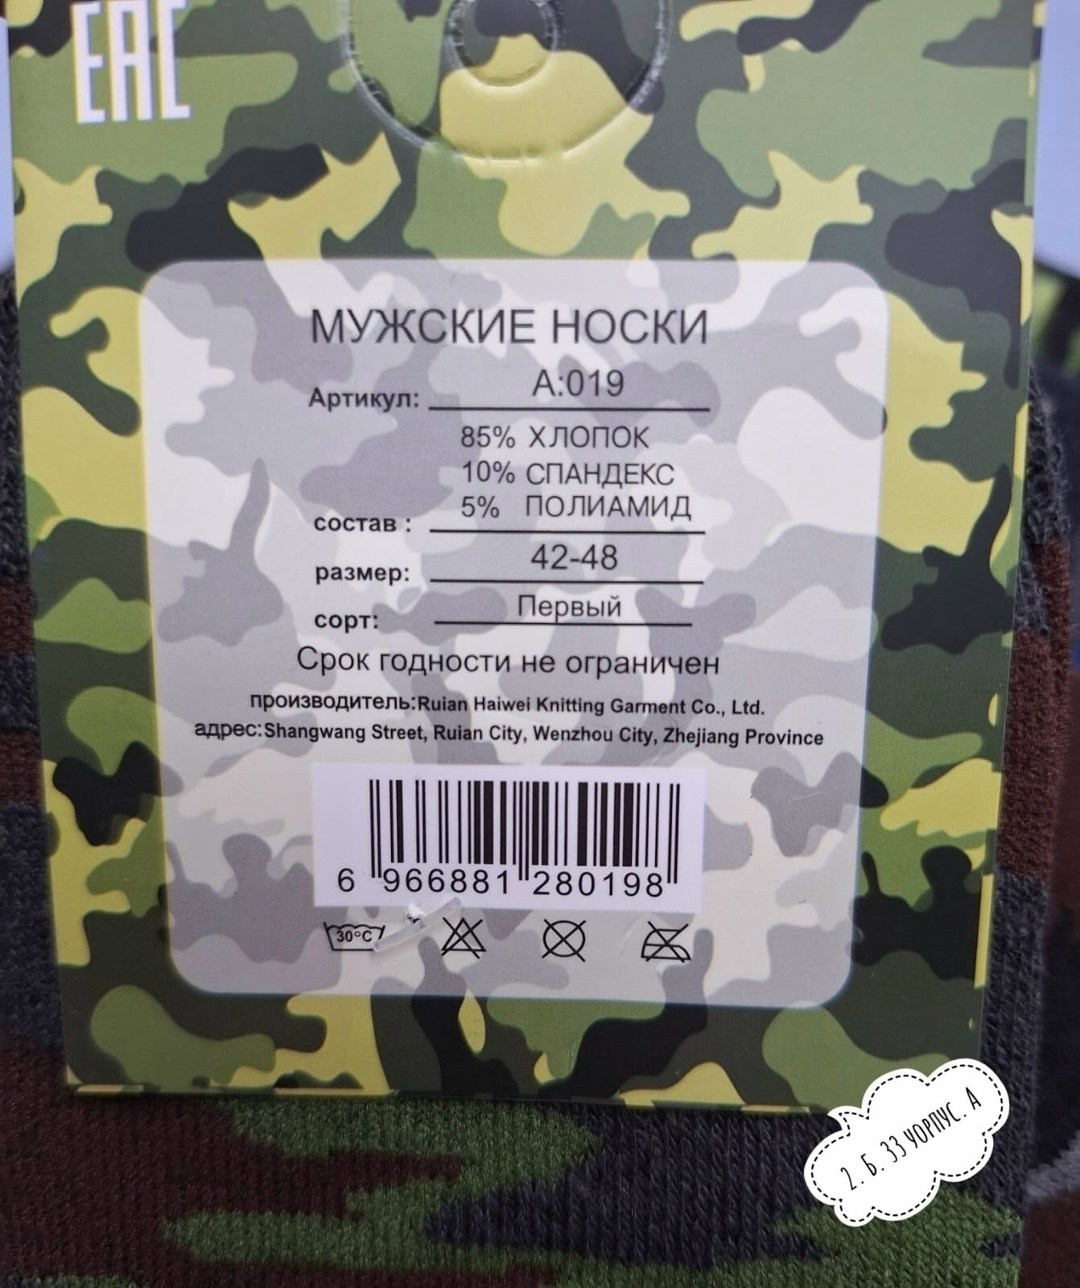 EAC
МУЖСКИЕ НОСКИ
Артикул: A:019
85% ХЛОПОК
10% СПАНДЕКС
состав : 5% ПОЛИАМИД
размер: 42-48
сорт: Первый
Срок годности не ограничен
производитель:Ruian Haiwei Knitting Garment Co., Ltd.
адрес:Shangwang Street, Ruian City, Wenzhou City, Zhejiang Province
6 966881 280198
30°C
2. Б. 33 УОРПУС. А